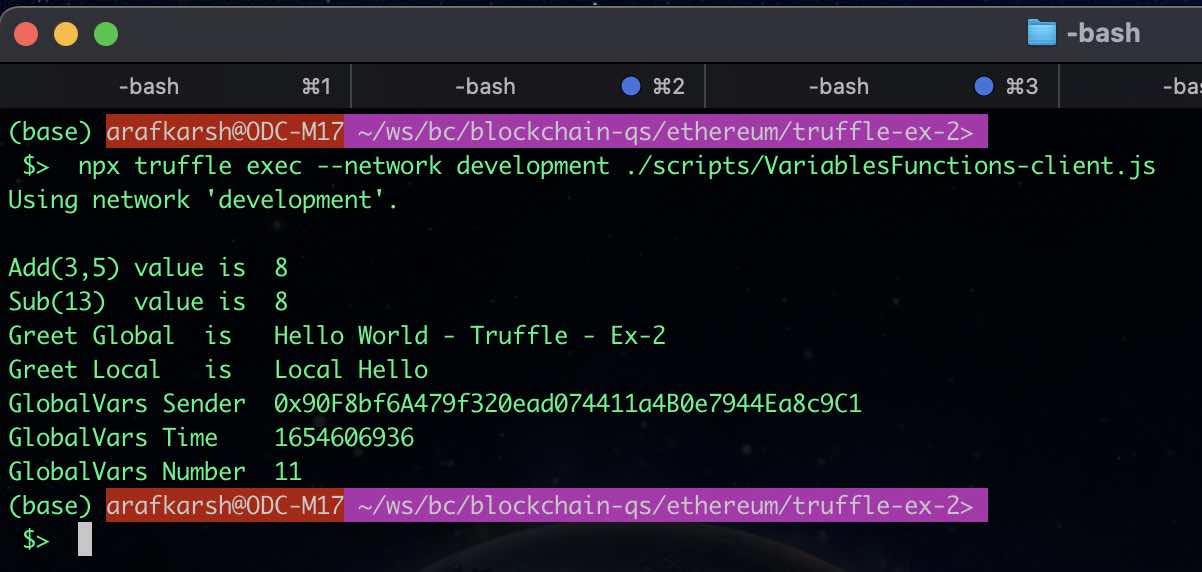 -bash
-bash ⌘1 -bash ⌘2 -bash ⌘3 -bas
(base) arafkarsh@ODC-M17 ~/ws/bc/blockchain-qs/ethereum/truffle-ex-2>
$> npx truffle exec --network development ./scripts/VariablesFunctions-client.js
Using network 'development'.
Add(3,5) value is 8
Sub(13) value is 8
Greet Global is Hello World - Truffle - Ex-2
Greet Local is Local Hello
GlobalVars Sender 0x90F8bf6A479f320ead074411a4B0e7944Ea8c9C1
GlobalVars Time 1654606936
GlobalVars Number 11
(base) arafkarsh@ODC-M17 ~/ws/bc/blockchain-qs/ethereum/truffle-ex-2>
$>